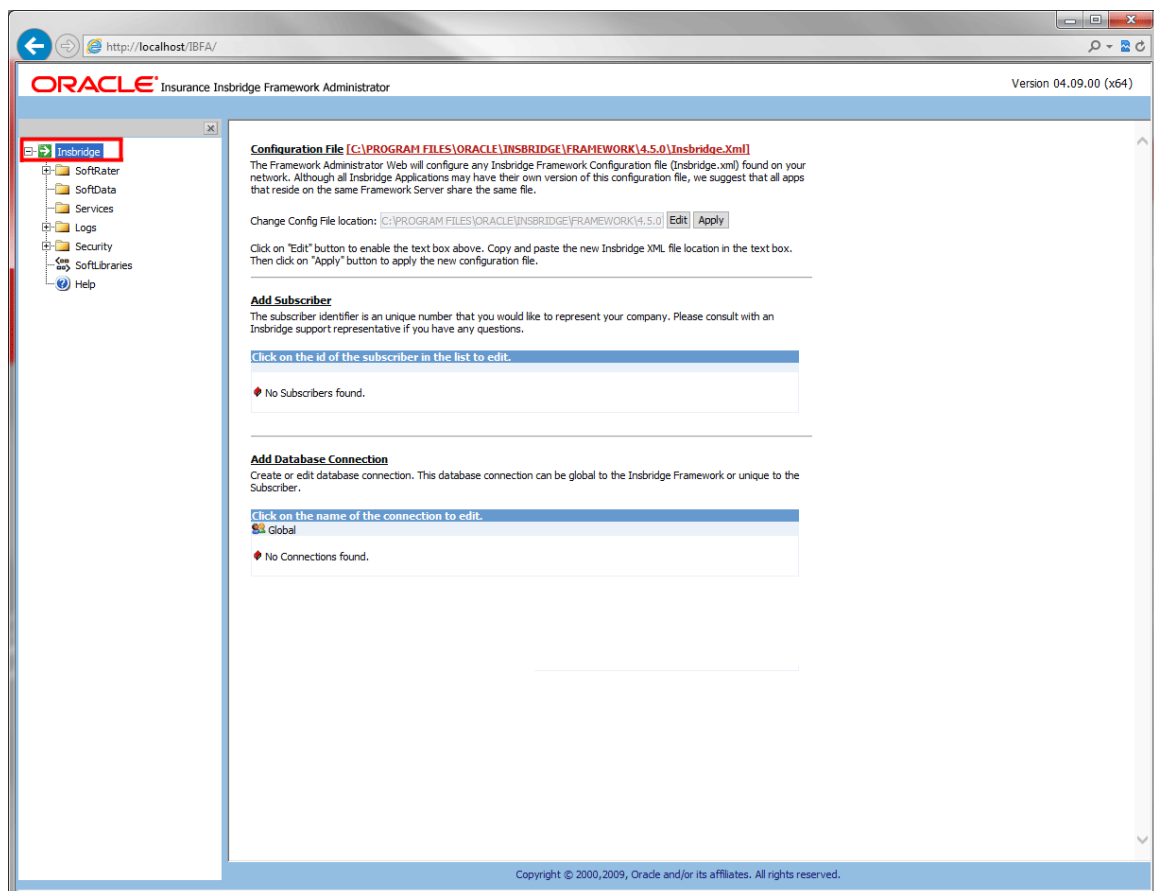 http://localhost/IBFA/
ORACLE Insurance Insbridge Framework Administrator
Version 04.09.00 (x64)
Insbridge
SoftRater
SoftData
Services
Logs
Security
SoftLibraries
Help
Configuration File [C:\PROGRAM FILES\ORACLE\INSBRIDGE\FRAMEWORK\4.5.0\Insbridge.Xml]
The Framework Administrator Web will configure any Insbridge Framework Configuration file (Insbridge.xml) found on your
network. Although all Insbridge Applications may have their own version of this configuration file, we suggest that all apps
that reside on the same Framework Server share the same file.
Change Config File location: C:\PROGRAM FILES\ORACLE\INSBRIDGE\FRAMEWORK\4.5.0 Edit Apply
Click on "Edit" button to enable the text box above. Copy and paste the new Insbridge XML file location in the text box.
Then click on "Apply" button to apply the new configuration file.
Add Subscriber
The subscriber identifier is an unique number that you would like to represent your company. Please consult with an
Insbridge support representative if you have any questions.
Click on the id of the subscriber in the list to edit.
No Subscribers found.
Add Database Connection
Create or edit database connection. This database connection can be global to the Insbridge Framework or unique to the
Subscriber.
Click on the name of the connection to edit.
Global
No Connections found.
Copyright © 2000,2009, Oracle and/or its affiliates. All rights reserved.